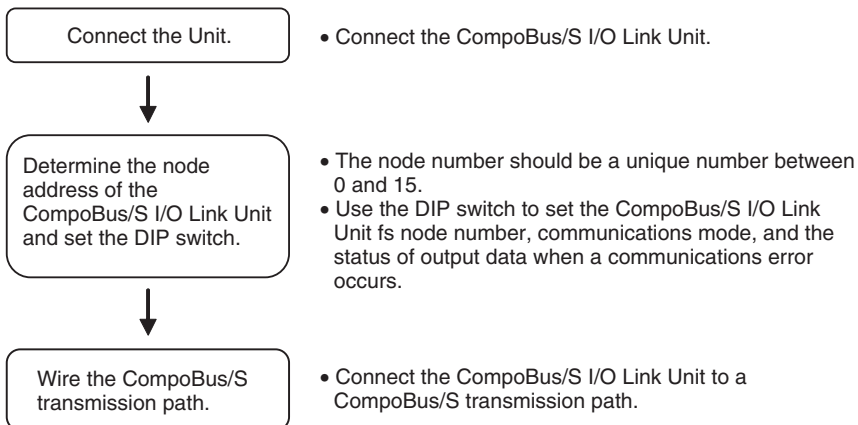 Connect the Unit.
• Connect the CompoBus/S I/O Link Unit.
Determine the node
address of the
CompoBus/S I/O Link Unit
and set the DIP switch.
• The node number should be a unique number between
0 and 15.
• Use the DIP switch to set the CompoBus/S I/O Link
Unit fs node number, communications mode, and the
status of output data when a communications error
occurs.
Wire the CompoBus/S
transmission path.
• Connect the CompoBus/S I/O Link Unit to a
CompoBus/S transmission path.